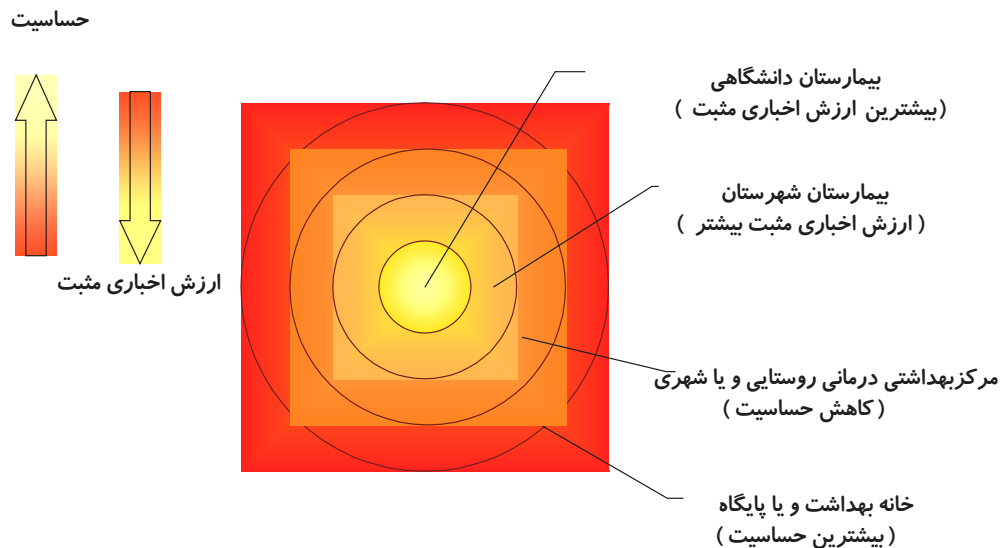 حساسیت
بیمارستان دانشگاهی
(بیشترین ارزش اخباری مثبت )
بیمارستان شهرستان
( ارزش اخباری مثبت بیشتر )
ارزش اخباری مثبت
مرکزبهداشتی درمانی روستایی و یا شهری
( کاهش حساسیت )
خانه بهداشت و یا پایگاه
( بیشترین حساسیت )